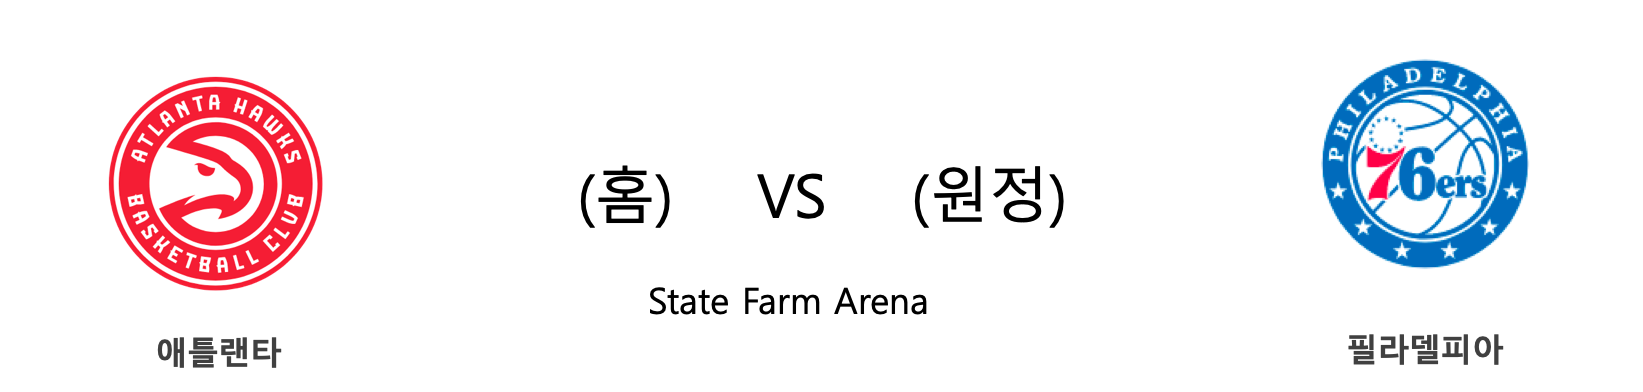 ATLANTA HAWKS
BASKETBALL CLUB
(홈) VS (원정)
PHILADELPHIA
76ers
State Farm Arena
애틀랜타
필라델피아